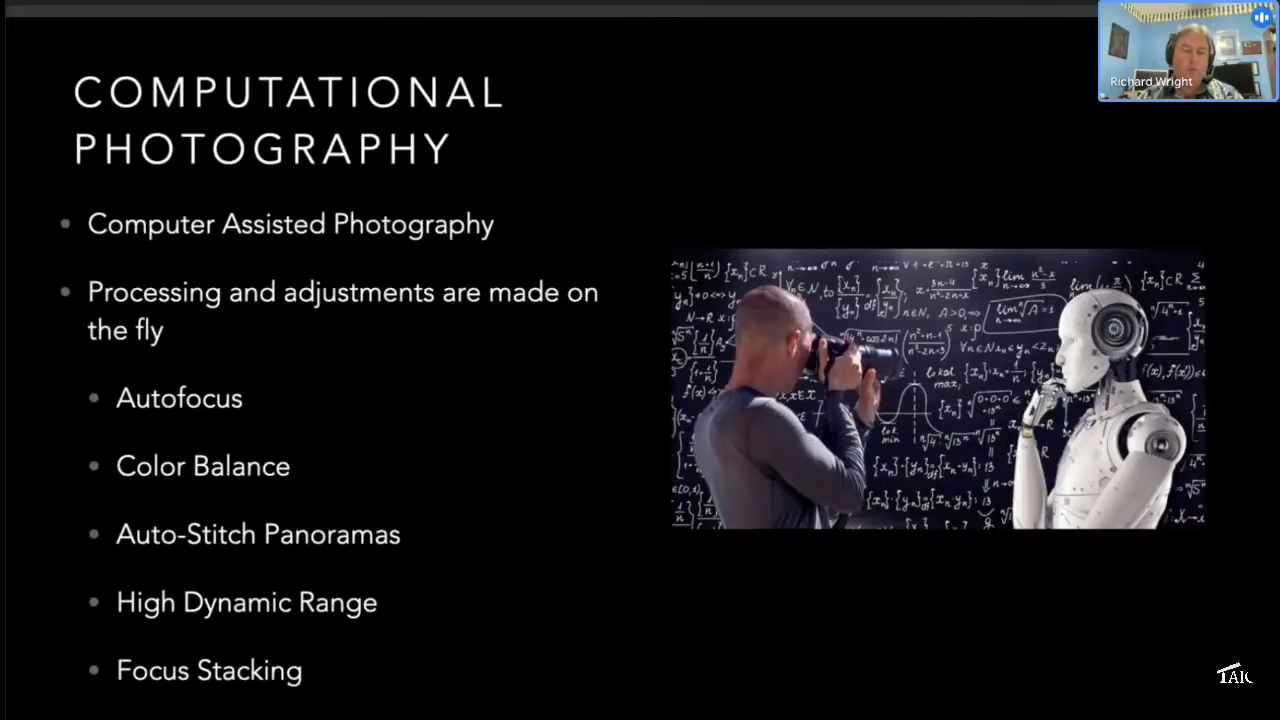 COMPUTATIONAL
PHOTOGRAPHY
Computer Assisted Photography
Processing and adjustments are made on
the fly
Autofocus
Color Balance
Auto-Stitch Panoramas
High Dynamic Range
Focus Stacking
Richard Wright
TAIC